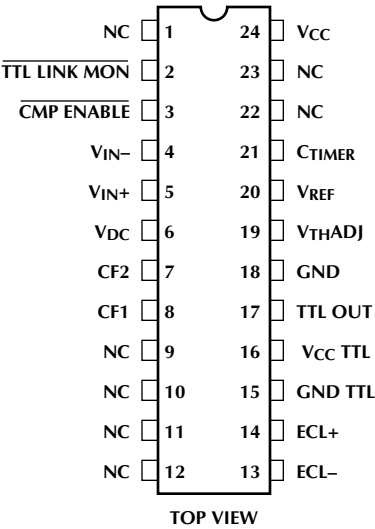 NC 1 24 VCC
TTL LINK MON 2 23 NC
CMP ENABLE 3 22 NC
VIN– 4 21 CTIMER
VIN+ 5 20 VREF
VDC 6 19 VTHADJ
CF2 7 18 GND
CF1 8 17 TTL OUT
NC 9 16 VCC TTL
NC 10 15 GND TTL
NC 11 14 ECL+
NC 12 13 ECL–
TOP VIEW